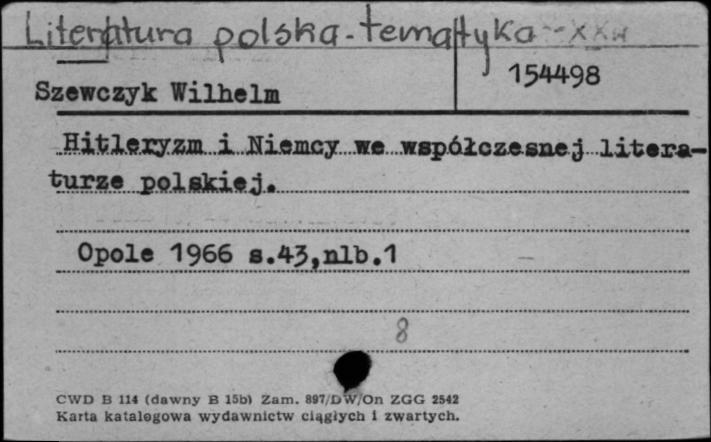 Literatura polska - tematyka - XXw
154498
Szewczyk Wilhelm
Hitleryzm i Niemcy we współczesnej litera-
turze polskiej.
Opole 1966 s.43,nlb.1
8
CWD B 114 (dawny B 15b) Zam. 897/DW/On ZGG 2542
Karta katalogowa wydawnictw ciągłych i zwartych.